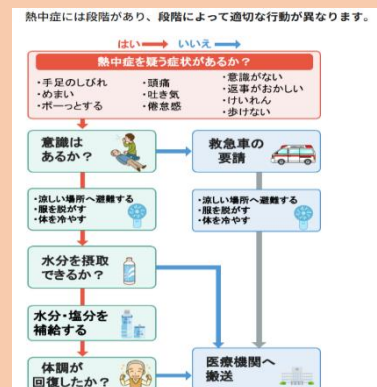 熱中症には段階があり、段階によって適切な行動が異なります。
はい いいえ
熱中症を疑う症状があるか？
・手足のしびれ
・めまい
・ボーっとする
・頭痛
・吐き気
・倦怠感
・意識がない
・返事がおかしい
・けいれん
・歩けない
意識は
あるか？
救急車の
要請
・涼しい場所へ避難する
・服を脱がす
・体を冷やす
・涼しい場所へ避難する
・服を脱がす
・体を冷やす
水分を摂取
できるか？
水分・塩分を
補給する
体調が
回復したか？
医療機関へ
搬送